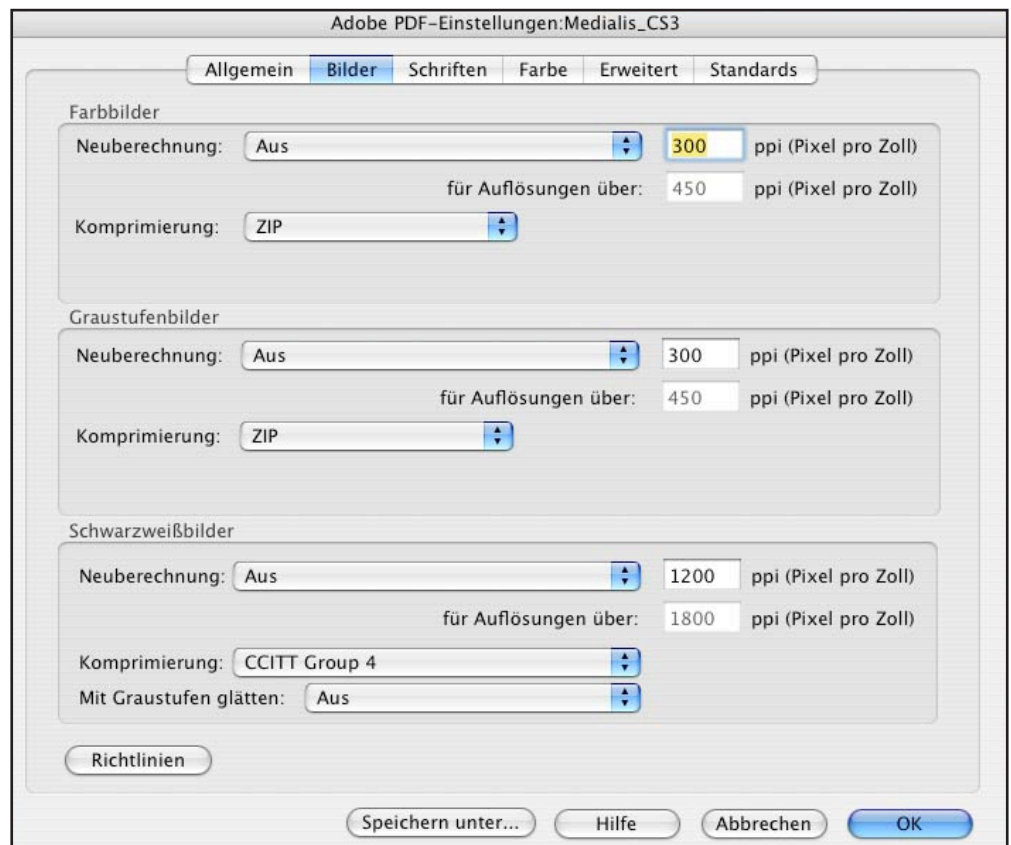 Adobe PDF-Einstellungen:Medialis_CS3
Allgemein Bilder Schriften Farbe Erweitert Standards
Farbbilder
Neuberechnung: Aus 300 ppi (Pixel pro Zoll)
für Auflösungen über: 450 ppi (Pixel pro Zoll)
Komprimierung: ZIP
Graustufenbilder
Neuberechnung: Aus 300 ppi (Pixel pro Zoll)
für Auflösungen über: 450 ppi (Pixel pro Zoll)
Komprimierung: ZIP
Schwarzweißbilder
Neuberechnung: Aus 1200 ppi (Pixel pro Zoll)
für Auflösungen über: 1800 ppi (Pixel pro Zoll)
Komprimierung: CCITT Group 4
Mit Graustufen glätten: Aus
Richtlinien
Speichern unter... Hilfe Abbrechen OK